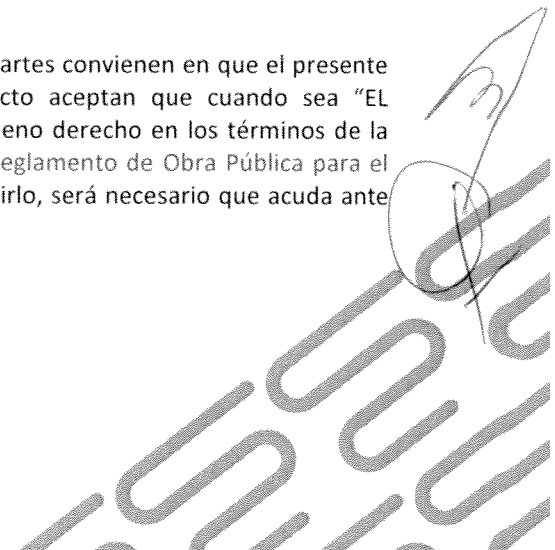 artes convienen en que el presente
cto aceptan que cuando sea “EL
eno derecho en los términos de la
eglamento de Obra Pública para el
irlo, será necesario que acuda ante